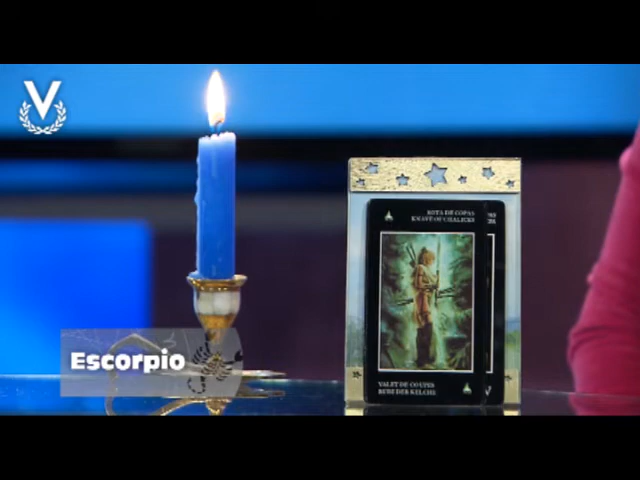 V
SOTA DE COPAS
KNAVE OF CHALICES
Escorpio
VALET DE COUPES
BUBE DER KELCHE